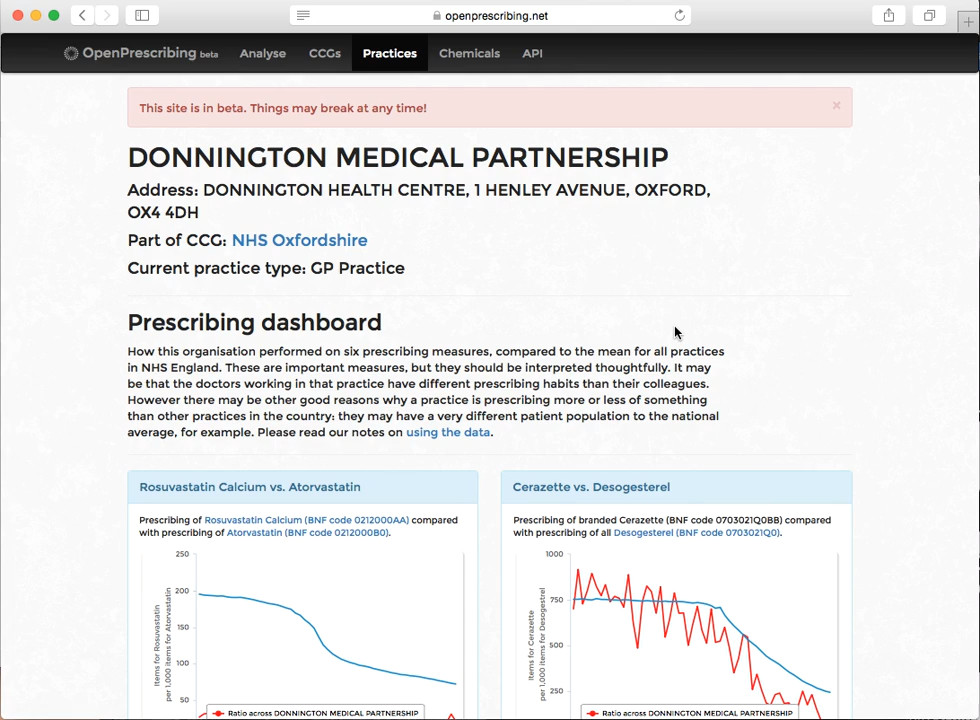 openprescribing.net
OpenPrescribing beta Analyse CCGs Practices Chemicals API
This site is in beta. Things may break at any time! ×
DONNINGTON MEDICAL PARTNERSHIP
Address: DONNINGTON HEALTH CENTRE, 1 HENLEY AVENUE, OXFORD,
OX4 4DH
Part of CCG: NHS Oxfordshire
Current practice type: GP Practice
Prescribing dashboard
How this organisation performed on six prescribing measures, compared to the mean for all practices
in NHS England. These are important measures, but they should be interpreted thoughtfully. It may
be that the doctors working in that practice have different prescribing habits than their colleagues.
However there may be other good reasons why a practice is prescribing more or less of something
than other practices in the country: they may have a very different patient population to the national
average, for example. Please read our notes on using the data.
Rosuvastatin Calcium vs. Atorvastatin
Prescribing of Rosuvastatin Calcium (BNF code 0212000AA) compared
with prescribing of Atorvastatin (BNF code 0212000B0).
Items for Rosuvastatin
per 1,000 items for Atorvastatin
250
200
150
100
50
Ratio across DONNINGTON MEDICAL PARTNERSHIP
Cerazette vs. Desogesterel
Prescribing of branded Cerazette (BNF code 0703021Q0BB) compared
with prescribing of all Desogesterel (BNF code 0703021Q0).
Items for Cerazette
per 1,000 items for Desogestrel
1000
750
500
250
Ratio across DONNINGTON MEDICAL PARTNERSHIP